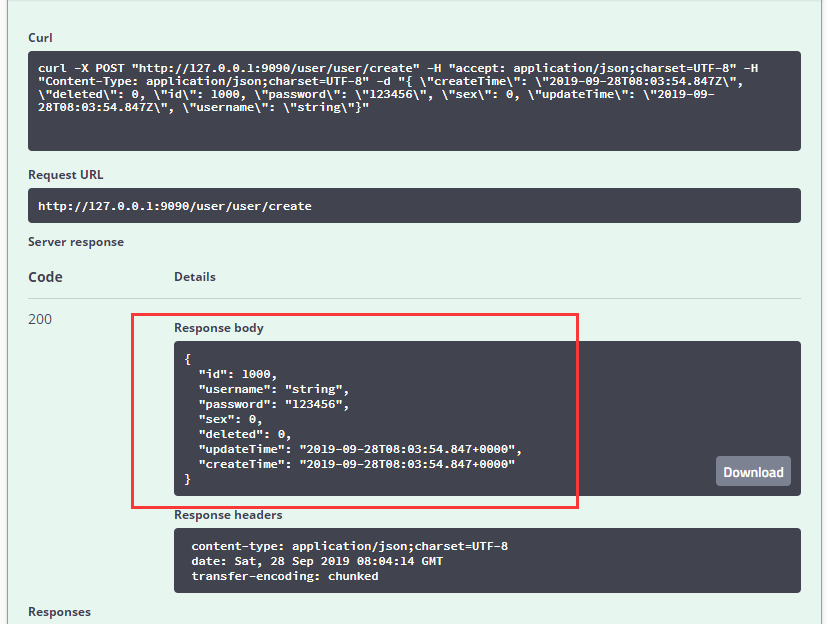 Curl
curl -X POST "http://127.0.0.1:9090/user/user/create" -H "accept: application/json;charset=UTF-8" -H
"Content-Type: application/json;charset=UTF-8" -d "{ \"createTime\": \"2019-09-28T08:03:54.847Z\",
\"deleted\": 0, \"id\": 1000, \"password\": \"123456\", \"sex\": 0, \"updateTime\": \"2019-09-
28T08:03:54.847Z\", \"username\": \"string\"}"
Request URL
http://127.0.0.1:9090/user/user/create
Server response
Code Details
200
Response body
{
  "id": 1000,
  "username": "string",
  "password": "123456",
  "sex": 0,
  "deleted": 0,
  "updateTime": "2019-09-28T08:03:54.847+0000",
  "createTime": "2019-09-28T08:03:54.847+0000"
}
Download
Response headers
content-type: application/json;charset=UTF-8
date: Sat, 28 Sep 2019 08:04:14 GMT
transfer-encoding: chunked
Responses